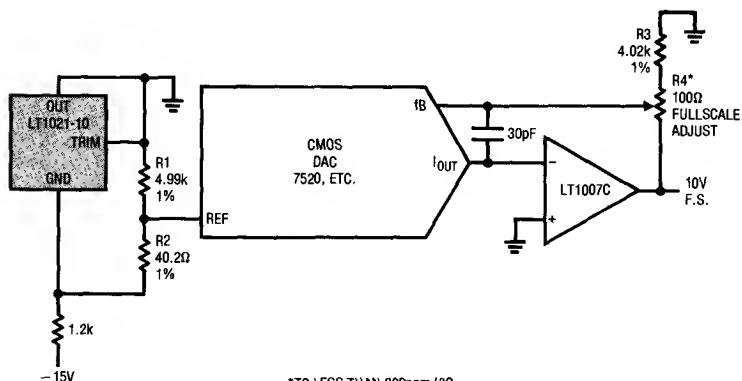 OUT
LT1021-10
TRIM
GND
R1
4.99k
1%
R2
40.2Ω
1%
1.2k
−15V
REF
CMOS
DAC
7520, ETC.
fB
IOUT
30pF
−
+
LT1007C
R3
4.02k
1%
R4*
100Ω
FULLSCALE
ADJUST
10V
F.S.